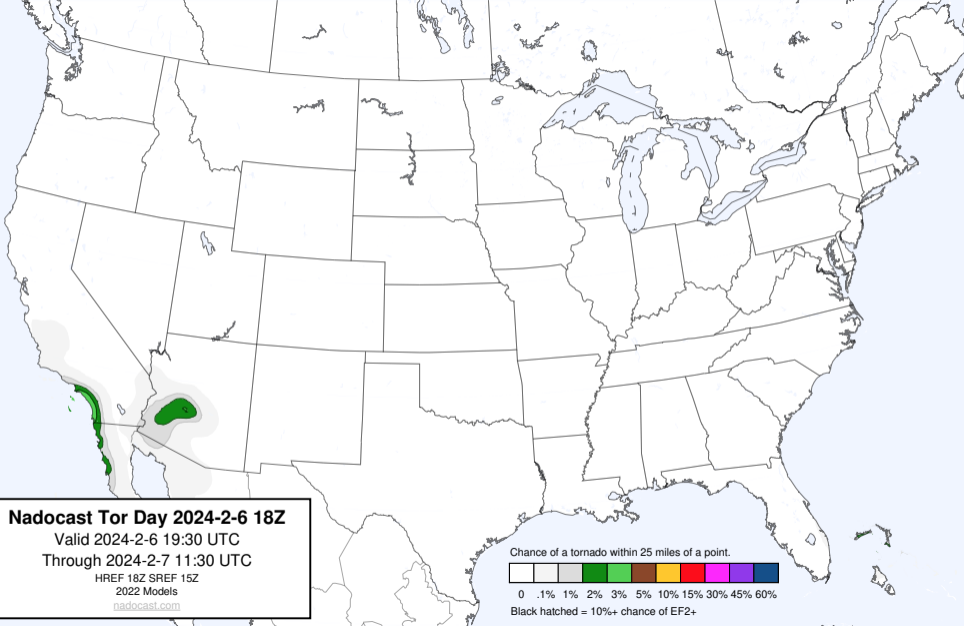 Nadocast Tor Day 2024-2-6 18Z
Valid 2024-2-6 19:30 UTC
Through 2024-2-7 11:30 UTC
HREF 18Z SREF 15Z
2022 Models
nadocast.com
Chance of a tornado within 25 miles of a point.
0 .1% 1% 2% 3% 5% 10% 15% 30% 45% 60%
Black hatched = 10%+ chance of EF2+